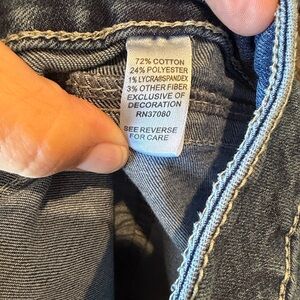 72% COTTON
24% POLYESTER
1% LYCRA®SPANDEX
3% OTHER FIBER
EXCLUSIVE OF
DECORATION
RN37080
SEE REVERSE
FOR CARE